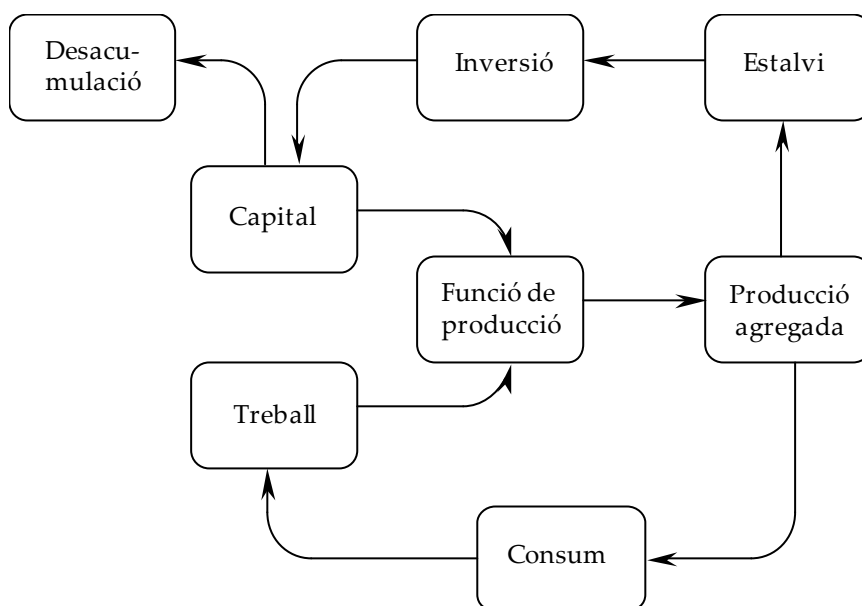 Desacu-
mulació
Inversió
Estalvi
Capital
Funció de
producció
Producció
agregada
Treball
Consum